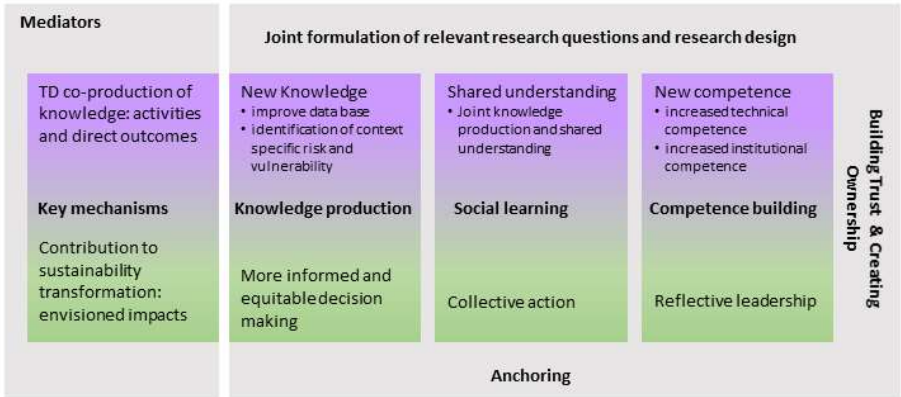 Mediators
Joint formulation of relevant research questions and research design
TD co-production of
knowledge: activities
and direct outcomes
Key mechanisms
Contribution to
sustainability
transformation:
envisioned impacts
New Knowledge
• improve data base
• identification of context
specific risk and
vulnerability
Knowledge production
More informed and
equitable decision
making
Shared understanding
• Joint knowledge
production and shared
understanding
Social learning
Collective action
New competence
• increased technical
competence
• increased institutional
competence
Competence building
Reflective leadership
Building Trust & Creating
Ownership
Anchoring